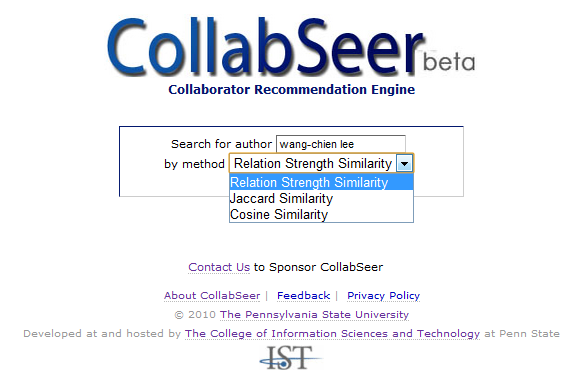 CollabSeer beta
Collaborator Recommendation Engine
Search for author wang-chien lee
by method Relation Strength Similarity
Relation Strength Similarity
Jaccard Similarity
Cosine Similarity
Contact Us to Sponsor CollabSeer
About CollabSeer | Feedback | Privacy Policy
© 2010 The Pennsylvania State University
Developed at and hosted by The College of Information Sciences and Technology at Penn State
IST